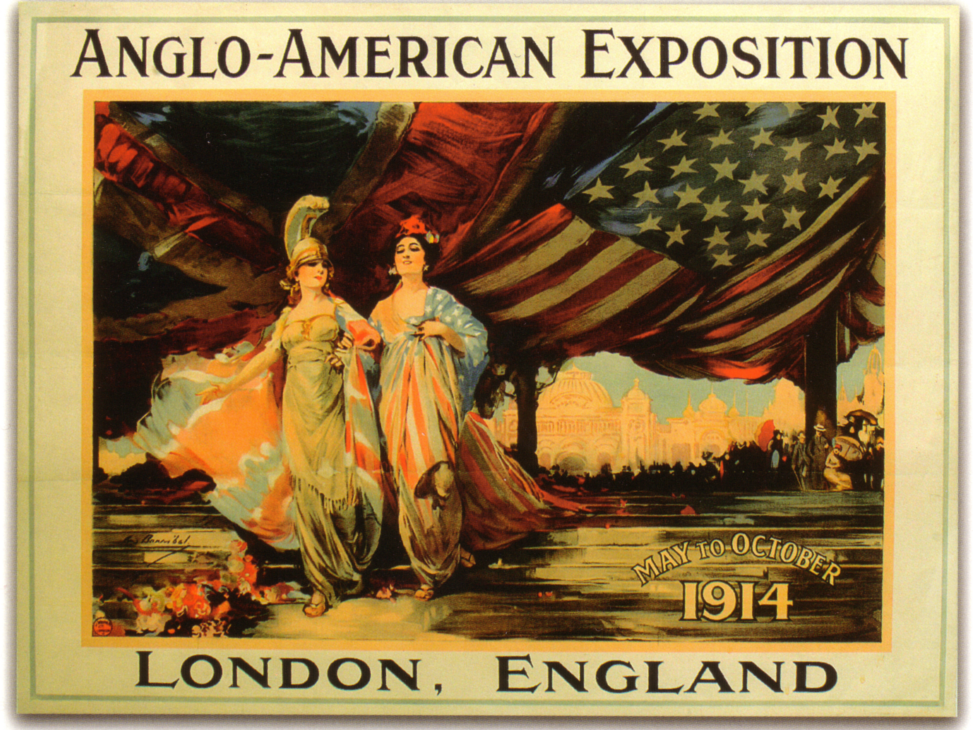 ANGLO-AMERICAN EXPOSITION
MAY TO OCTOBER
1914
LONDON, ENGLAND